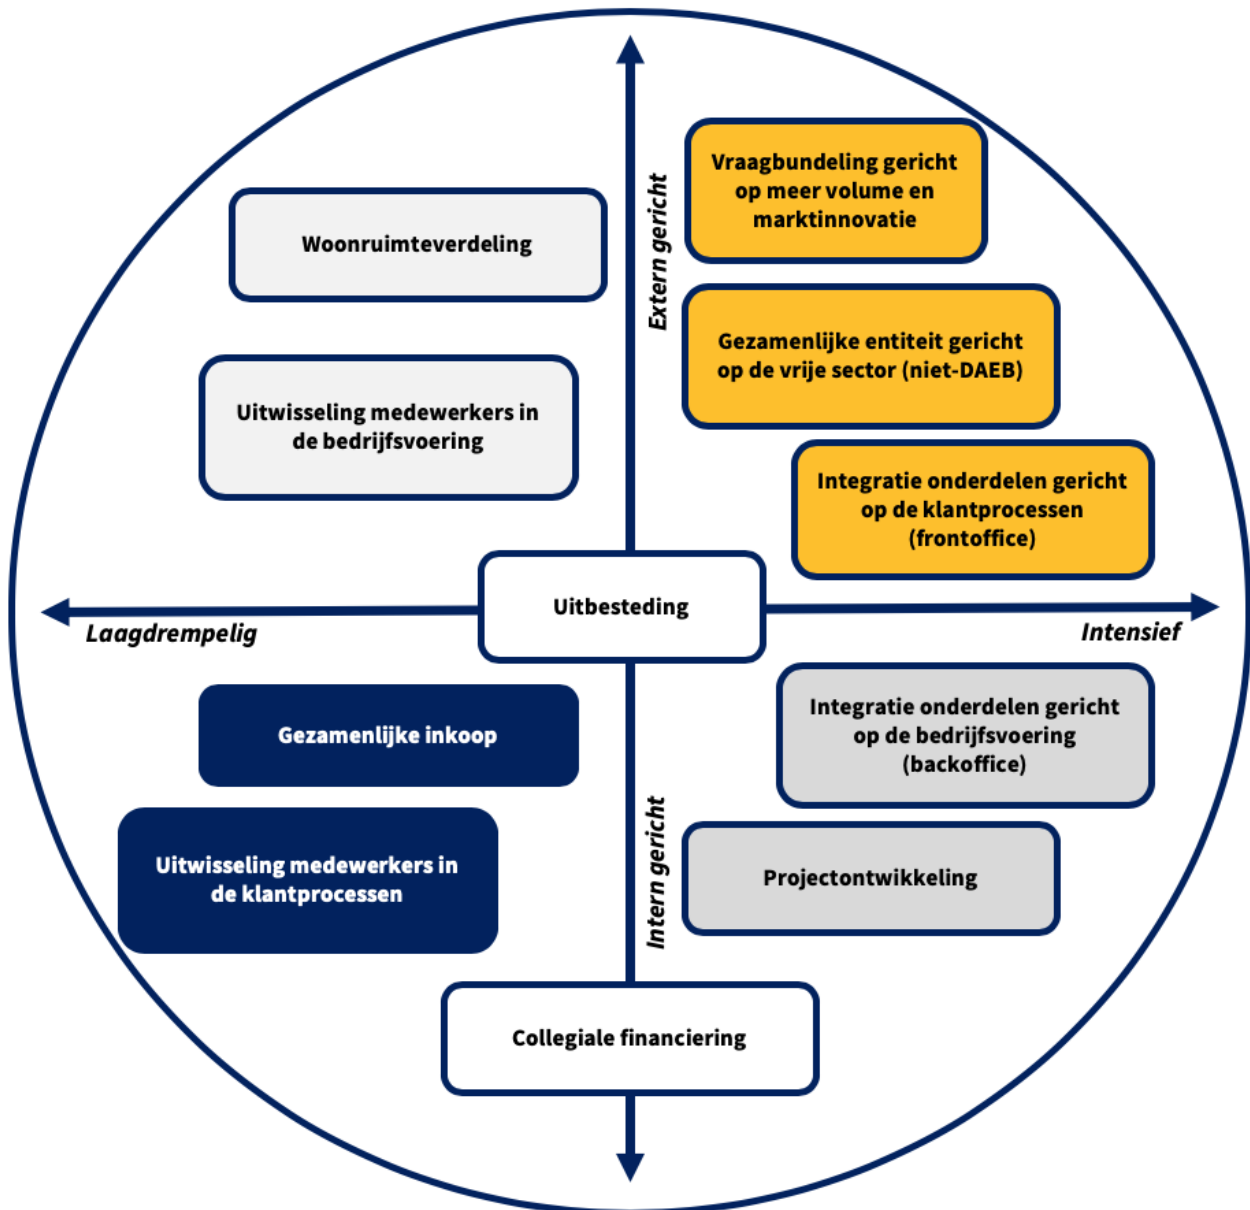 Vraagbundeling gericht
op meer volume en
marktinnovatie
Woonruimteverdeling
Extern gericht
Gezamenlijke entiteit gericht
op de vrije sector (niet-DAEB)
Uitwisseling medewerkers in
de bedrijfsvoering
Integratie onderdelen gericht
op de klantprocessen
(frontoffice)
Uitbesteding
Laagdrempelig
Intensief
Gezamenlijke inkoop
Integratie onderdelen gericht
op de bedrijfsvoering
(backoffice)
Uitwisseling medewerkers in
de klantprocessen
Intern gericht
Projectontwikkeling
Collegiale financiering